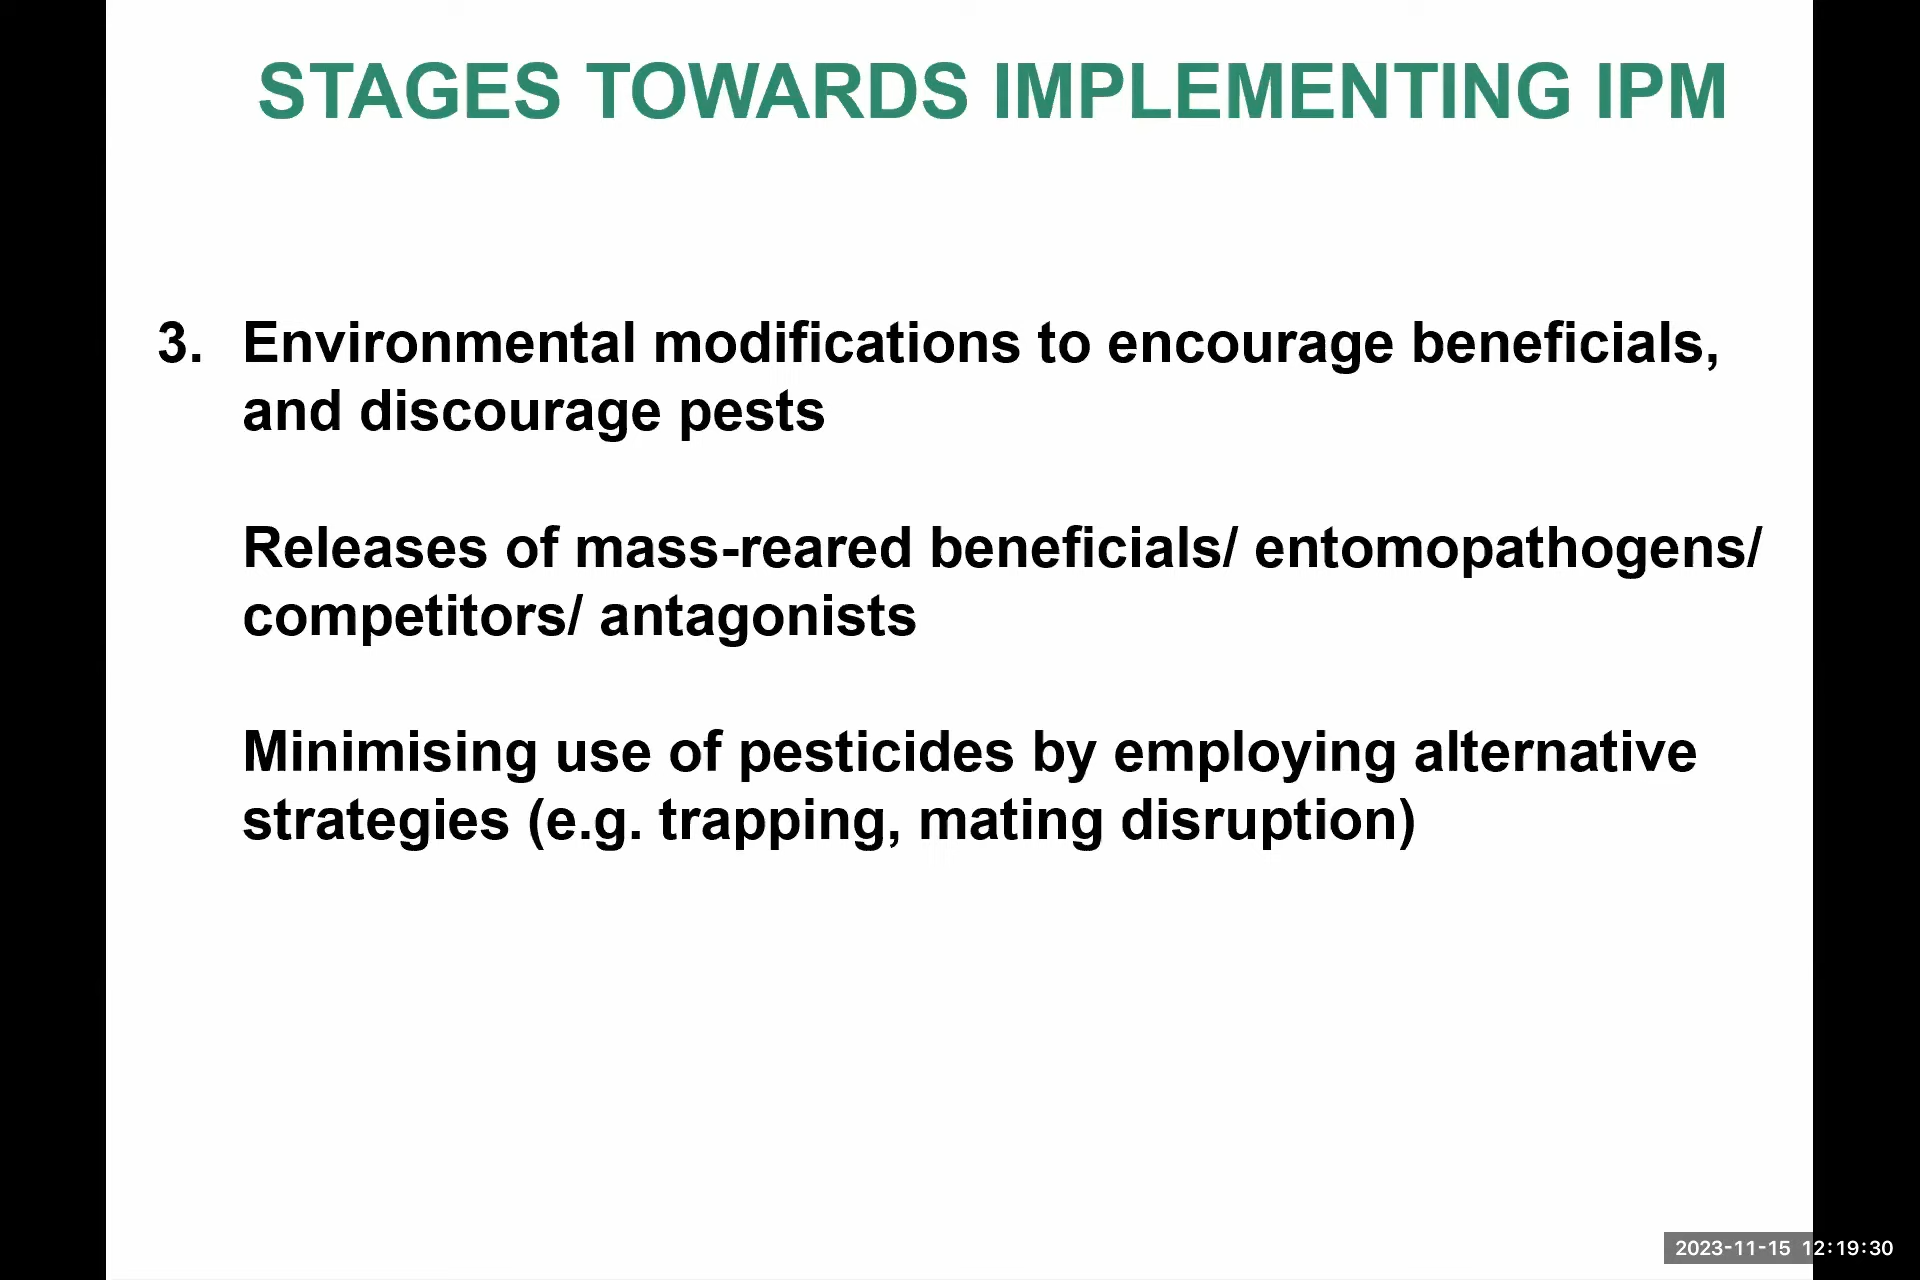 STAGES TOWARDS IMPLEMENTING IPM
3. Environmental modifications to encourage beneficials,
and discourage pests
Releases of mass-reared beneficials/ entomopathogens/
competitors/ antagonists
Minimising use of pesticides by employing alternative
strategies (e.g. trapping, mating disruption)
2023-11-15 12:19:30